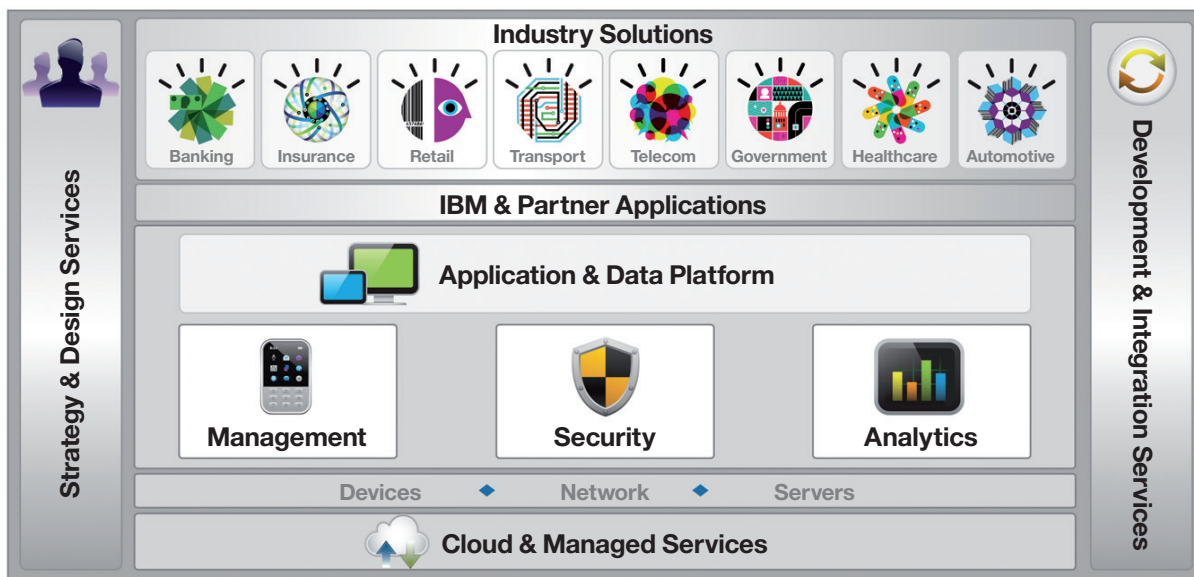 Strategy & Design Services
Industry Solutions
Banking
Insurance
Retail
Transport
Telecom
Government
Healthcare
Automotive
IBM & Partner Applications
Application & Data Platform
Management
Security
Analytics
Devices ◆ Network ◆ Servers
Cloud & Managed Services
Development & Integration Services